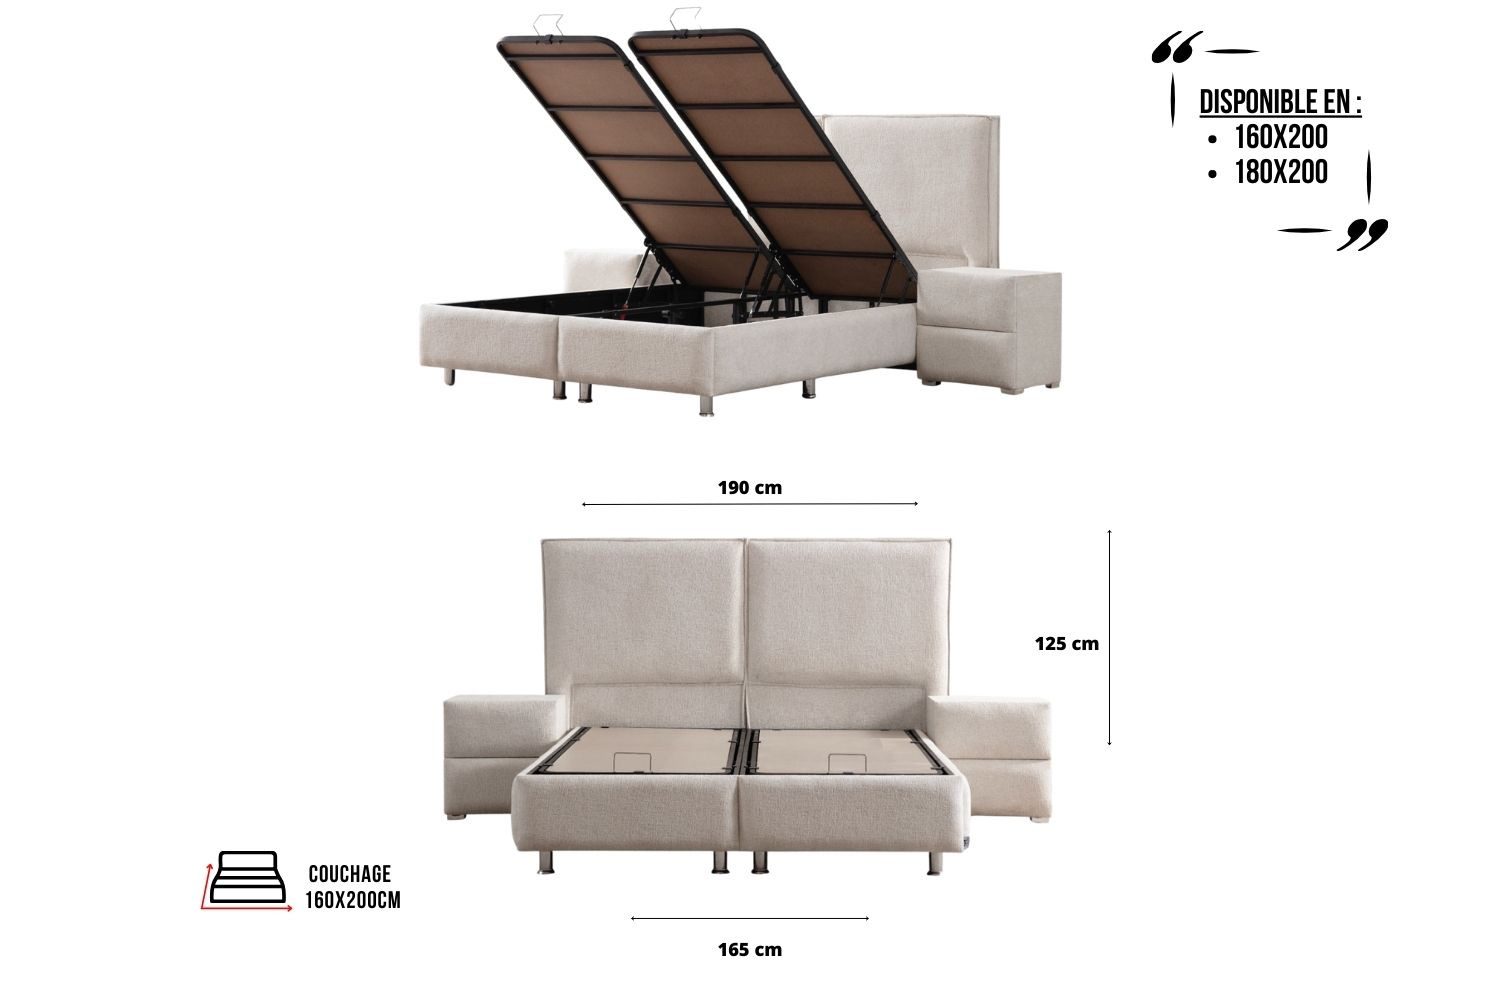 ❝
DISPONIBLE EN :
• 160X200
• 180X200
❞
190 cm
125 cm
COUCHAGE
160X200CM
165 cm